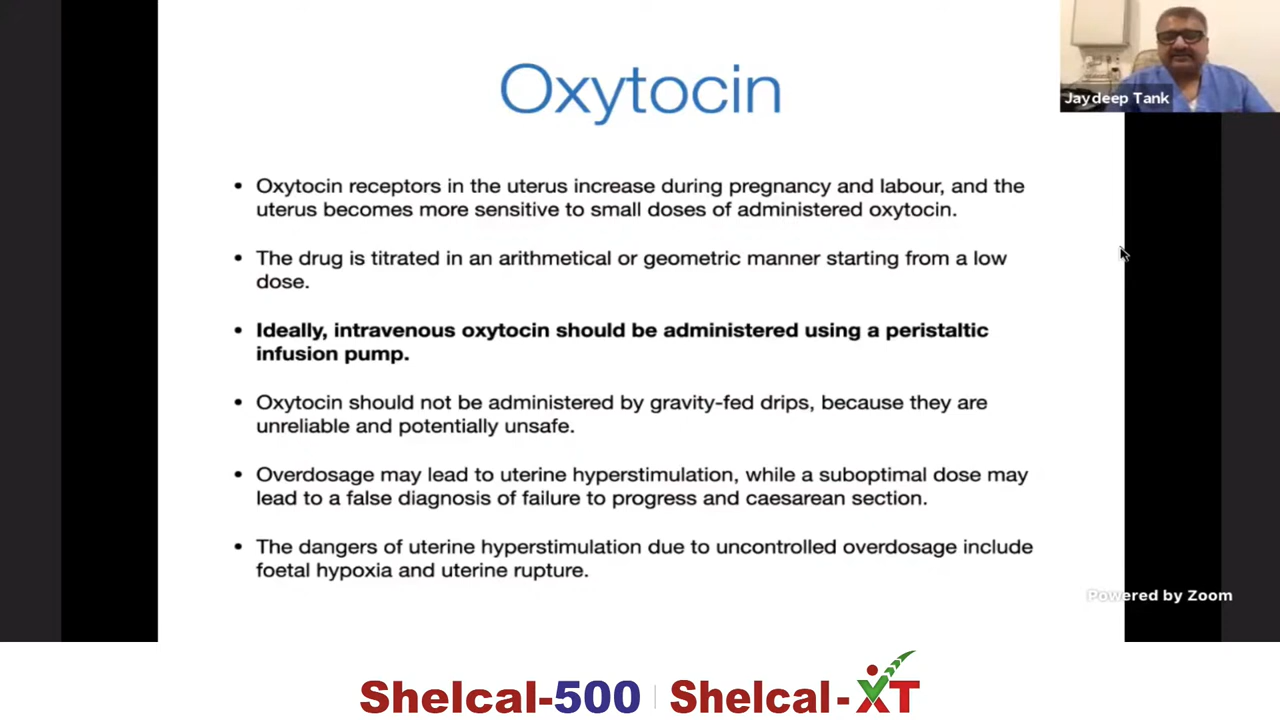 Oxytocin
Jaydeep Tank
• Oxytocin receptors in the uterus increase during pregnancy and labour, and the
uterus becomes more sensitive to small doses of administered oxytocin.
• The drug is titrated in an arithmetical or geometric manner starting from a low
dose.
• Ideally, intravenous oxytocin should be administered using a peristaltic
infusion pump.
• Oxytocin should not be administered by gravity-fed drips, because they are
unreliable and potentially unsafe.
• Overdosage may lead to uterine hyperstimulation, while a suboptimal dose may
lead to a false diagnosis of failure to progress and caesarean section.
• The dangers of uterine hyperstimulation due to uncontrolled overdosage include
foetal hypoxia and uterine rupture.
Powered by Zoom
Shelcal-500 | Shelcal-XT